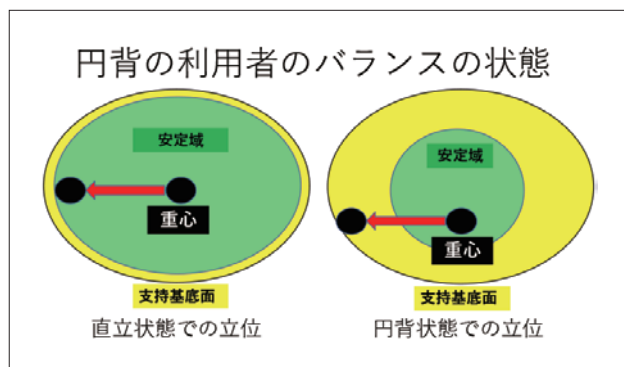 円背の利用者のバランスの状態
安定域
重心
支持基底面
直立状態での立位
安定域
重心
支持基底面
円背状態での立位